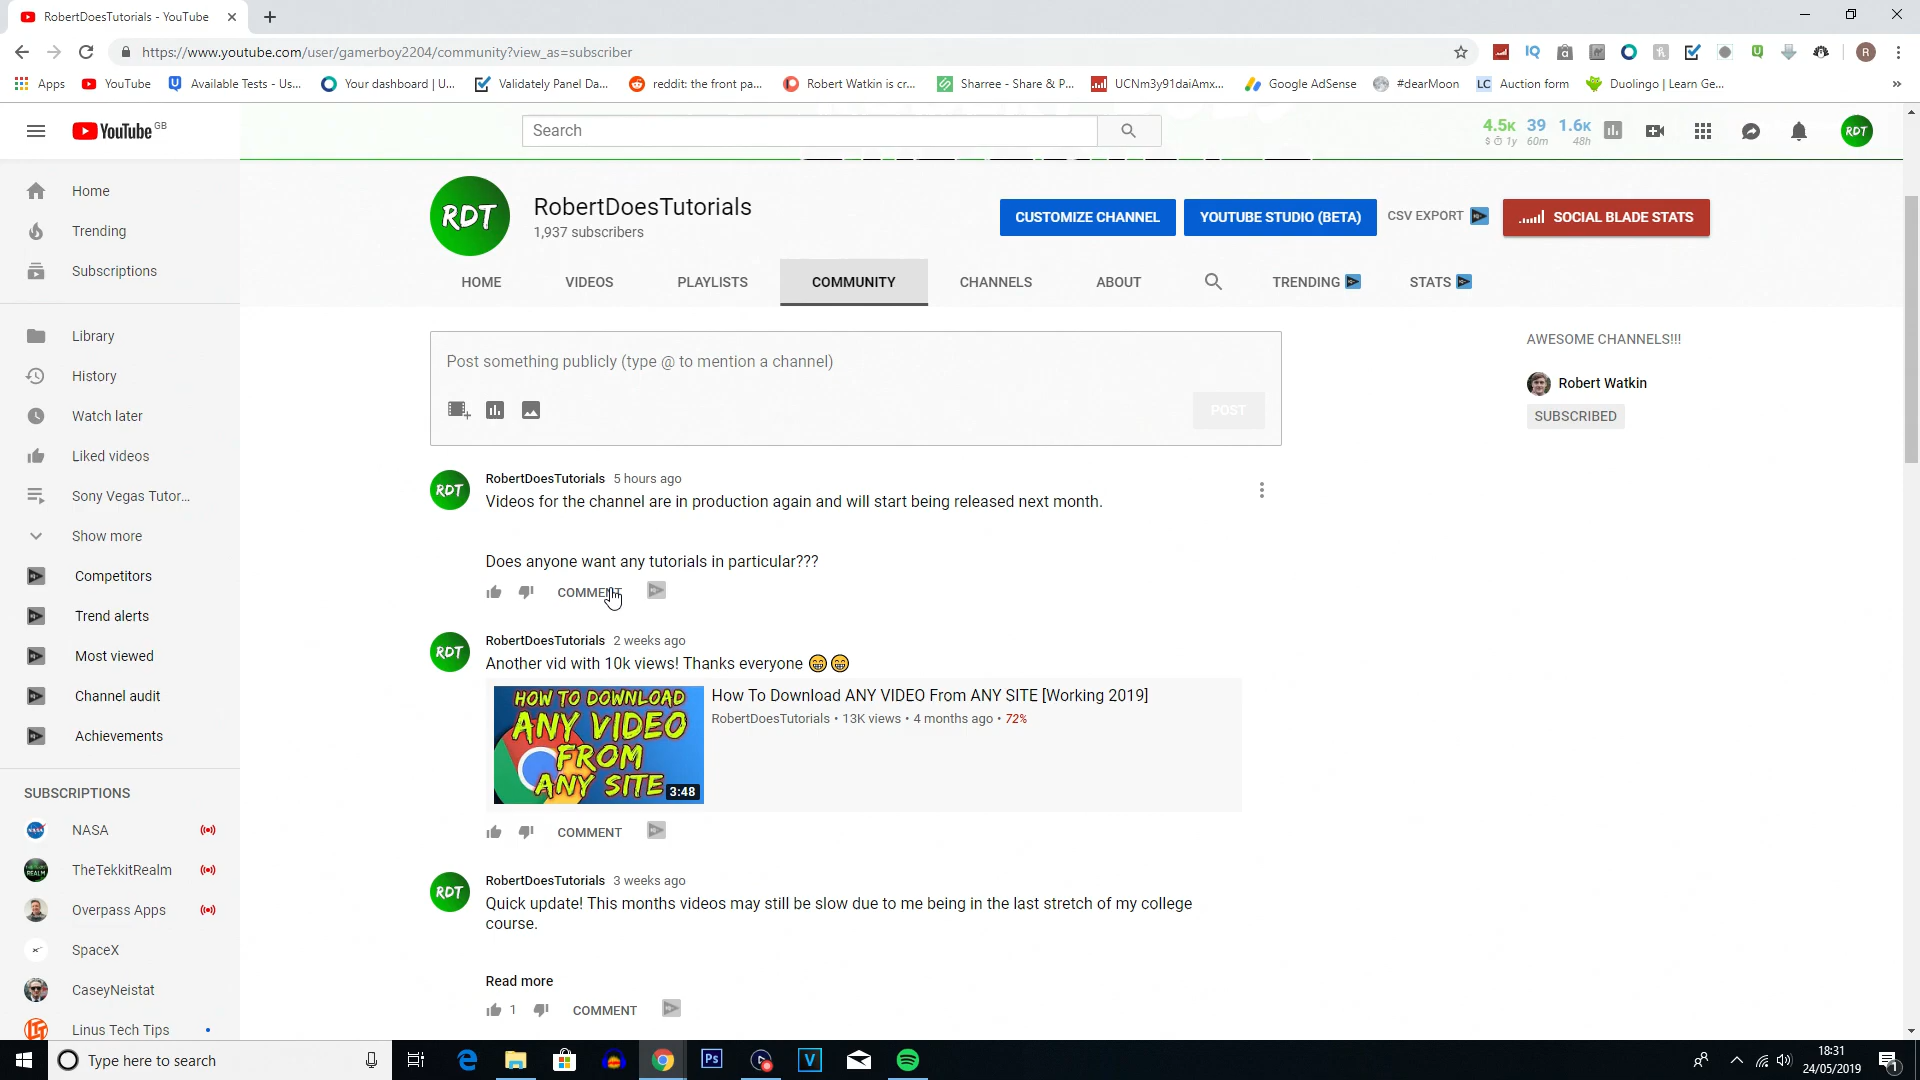 RobertDoesTutorials - YouTube
https://www.youtube.com/user/gamerboy2204/community?view_as=subscriber
Apps YouTube Available Tests - Us... Your dashboard | U... Validately Panel Da... reddit: the front pa... Robert Watkin is cr... Sharree - Share & P... UCNm3y91daiAmx... Google AdSense #dearMoon LC Auction form Duolingo | Learn Ge...
YouTube GB
Search
4.5K 39 1.6K
1y 60m 48h
RDT
Home
Trending
Subscriptions
Library
History
Watch later
Liked videos
Sony Vegas Tutor...
Show more
Competitors
Trend alerts
Most viewed
Channel audit
Achievements
SUBSCRIPTIONS
NASA
TheTekkitRealm
Overpass Apps
SpaceX
CaseyNeistat
Linus Tech Tips
RDT
RobertDoesTutorials
1,937 subscribers
CUSTOMIZE CHANNEL YOUTUBE STUDIO (BETA) CSV EXPORT SOCIAL BLADE STATS
HOME VIDEOS PLAYLISTS COMMUNITY CHANNELS ABOUT TRENDING STATS
Post something publicly (type @ to mention a channel)
POST
RDT
RobertDoesTutorials 5 hours ago
Videos for the channel are in production again and will start being released next month.
Does anyone want any tutorials in particular???
COMMENT
RDT
RobertDoesTutorials 2 weeks ago
Another vid with 10k views! Thanks everyone 😁😁
HOW TO DOWNLOAD
ANY VIDEO
FROM
ANY SITE
3:48
How To Download ANY VIDEO From ANY SITE [Working 2019]
RobertDoesTutorials • 13K views • 4 months ago • 72%
COMMENT
RDT
RobertDoesTutorials 3 weeks ago
Quick update! This months videos may still be slow due to me being in the last stretch of my college
course.
Read more
1 COMMENT
AWESOME CHANNELS!!!
Robert Watkin
SUBSCRIBED
Type here to search
18:31
24/05/2019